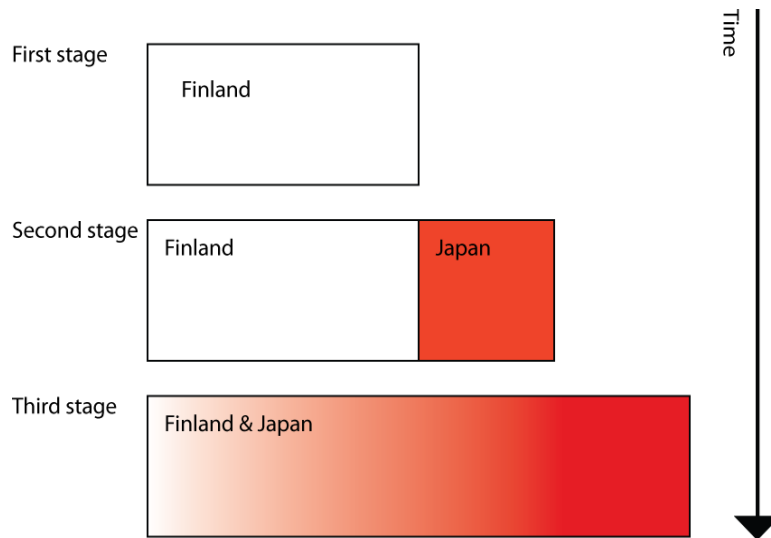 Time
First stage
Finland
Second stage
Finland
Japan
Third stage
Finland & Japan